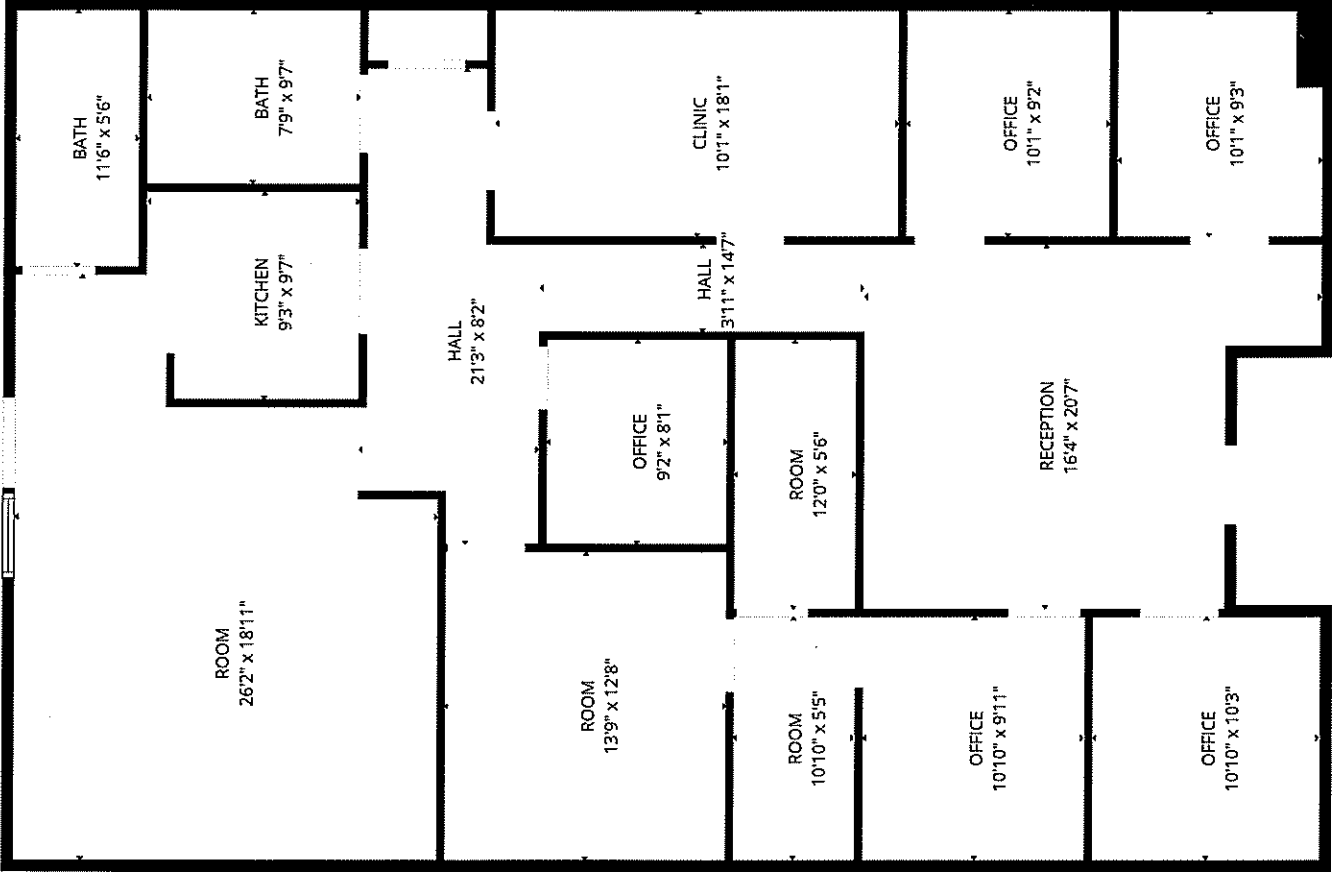 BATH
11'6" x 5'6"
BATH
7'9" x 9'7"
KITCHEN
9'3" x 9'7"
CLINIC
10'1" x 18'1"
OFFICE
10'1" x 9'2"
OFFICE
10'1" x 9'3"
HALL
21'3" x 8'2"
HALL
3'11" x 14'7"
OFFICE
9'2" x 8'1"
ROOM
12'0" x 5'6"
RECEPTION
16'4" x 20'7"
ROOM
26'2" x 18'11"
ROOM
13'9" x 12'8"
ROOM
10'10" x 5'5"
OFFICE
10'10" x 9'11"
OFFICE
10'10" x 10'3"